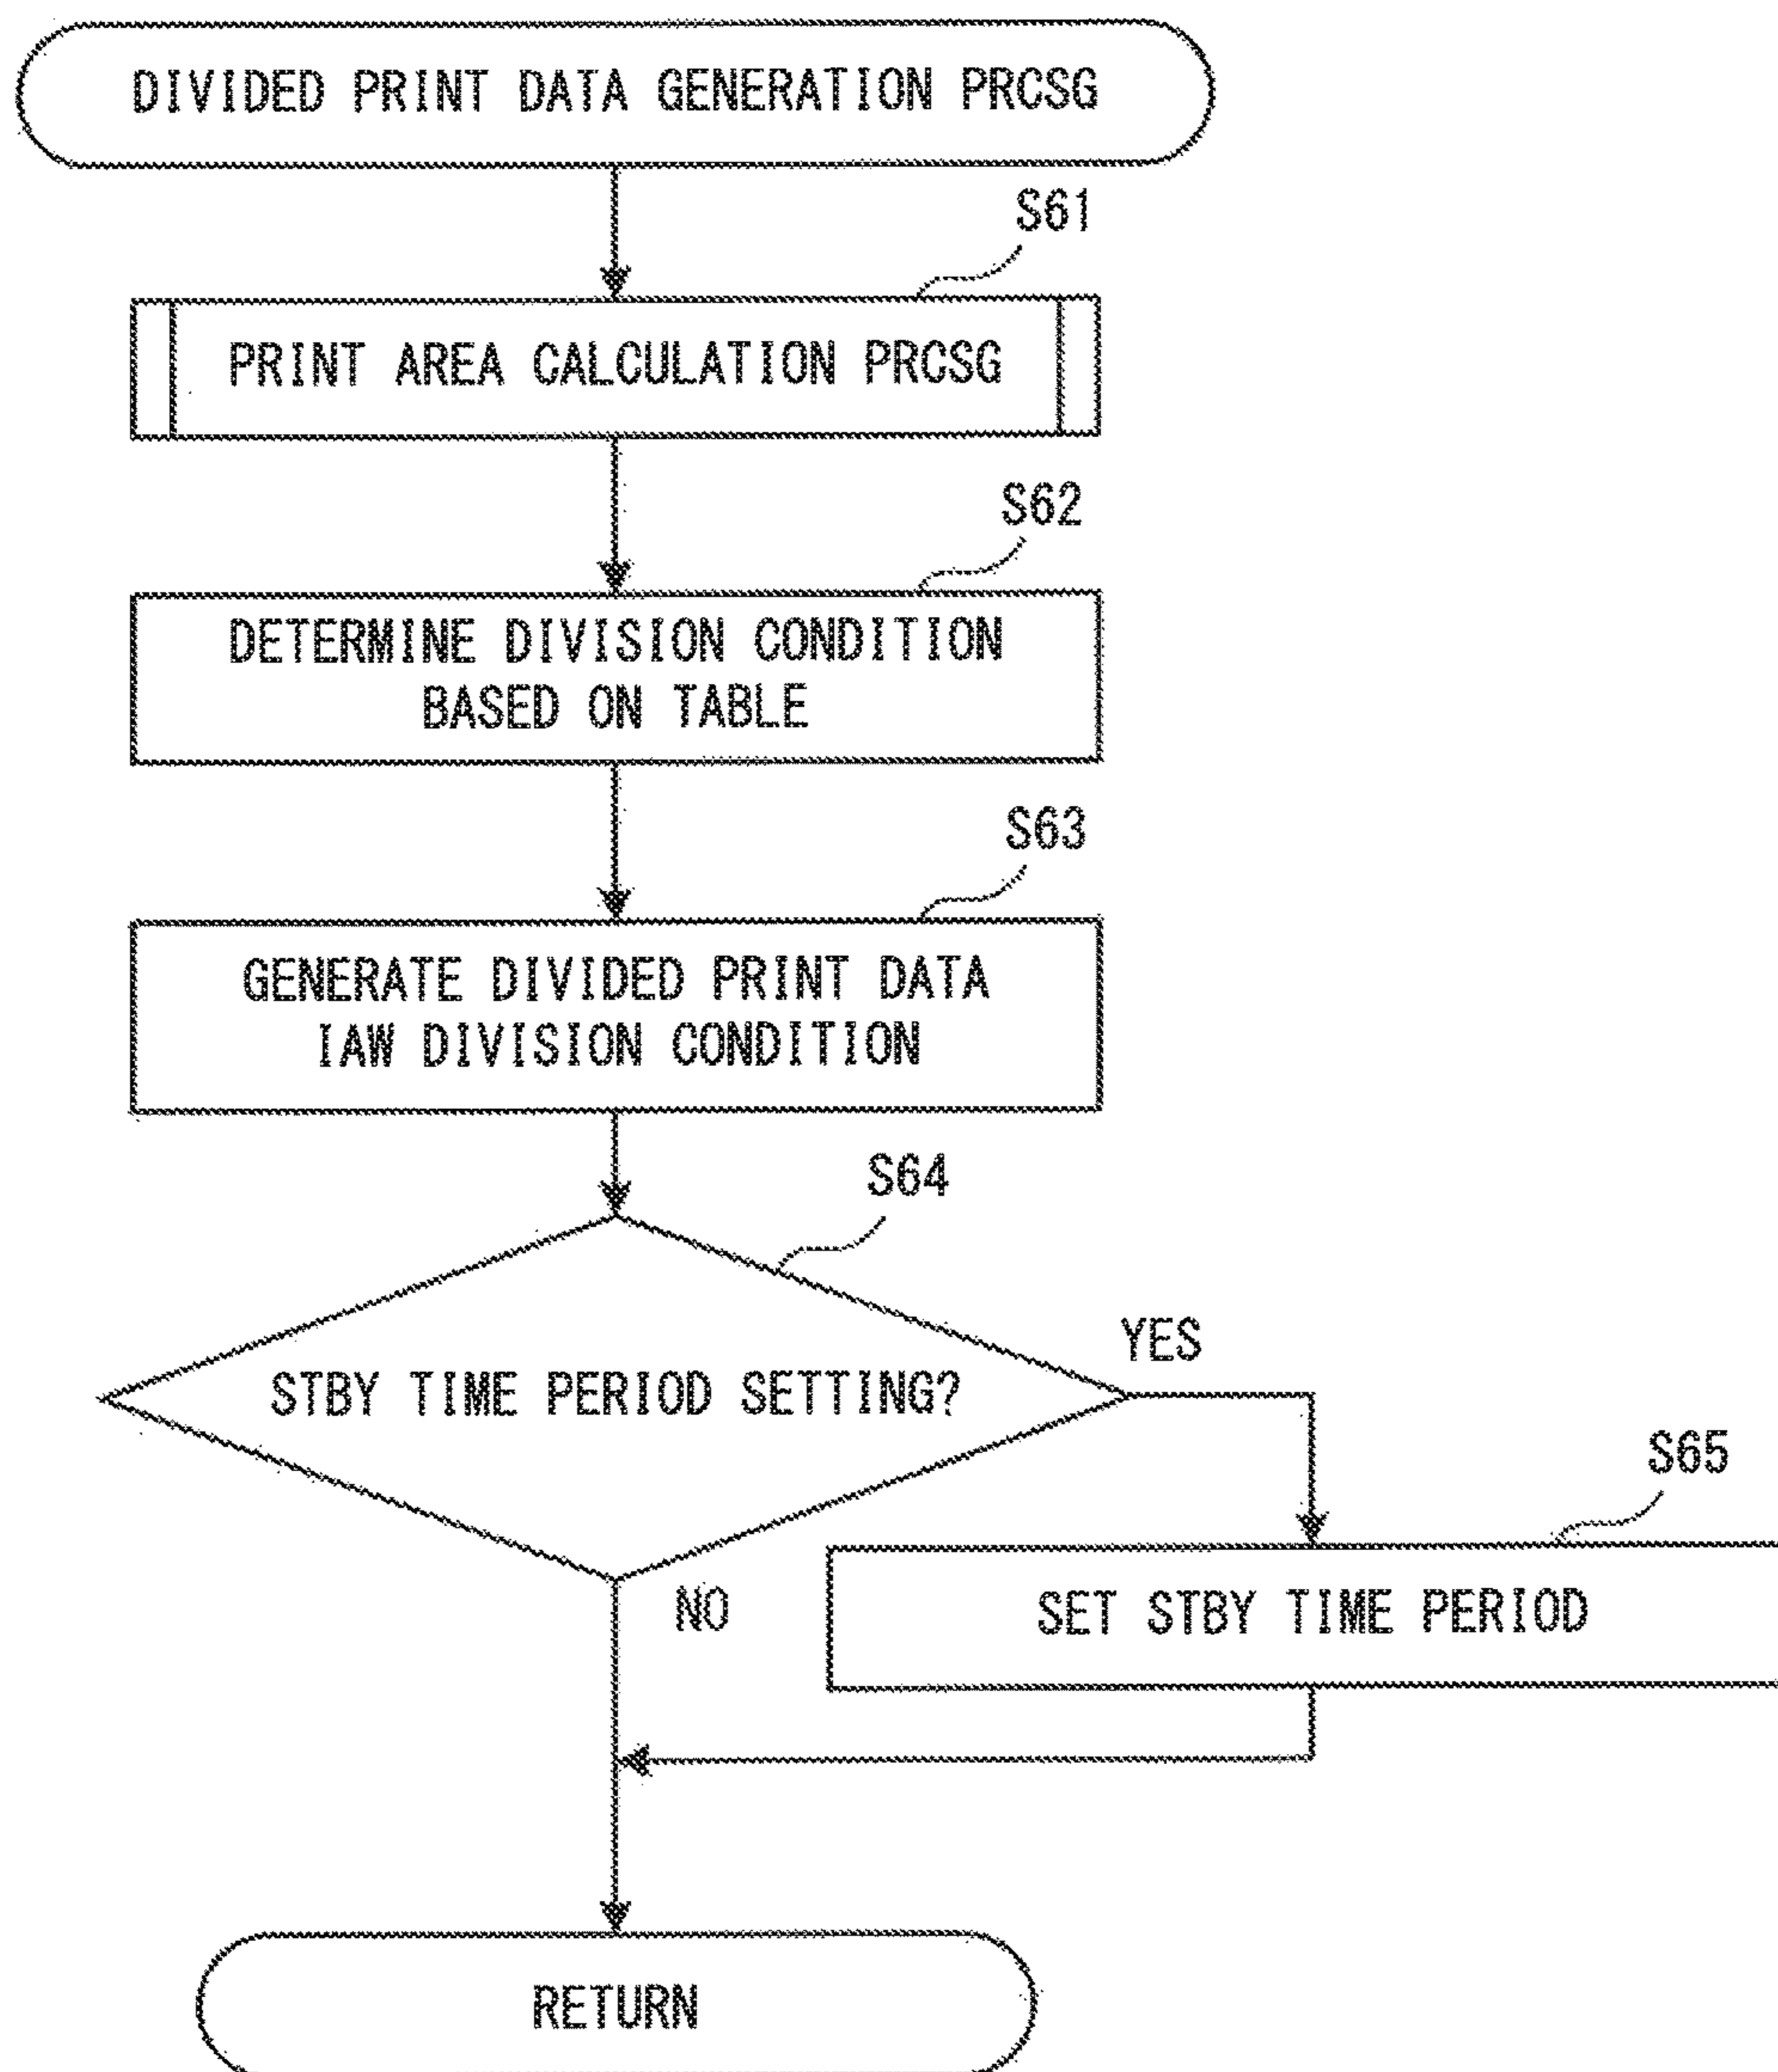 DIVIDED PRINT DATA GENERATION PRCSG
S61
PRINT AREA CALCULATION PRCSG
S62
DETERMINE DIVISION CONDITION
BASED ON TABLE
S63
GENERATE DIVIDED PRINT DATA
IAW DIVISION CONDITION
S64
YES
STBY TIME PERIOD SETTING?
S65
NO
SET STBY TIME PERIOD
RETURN